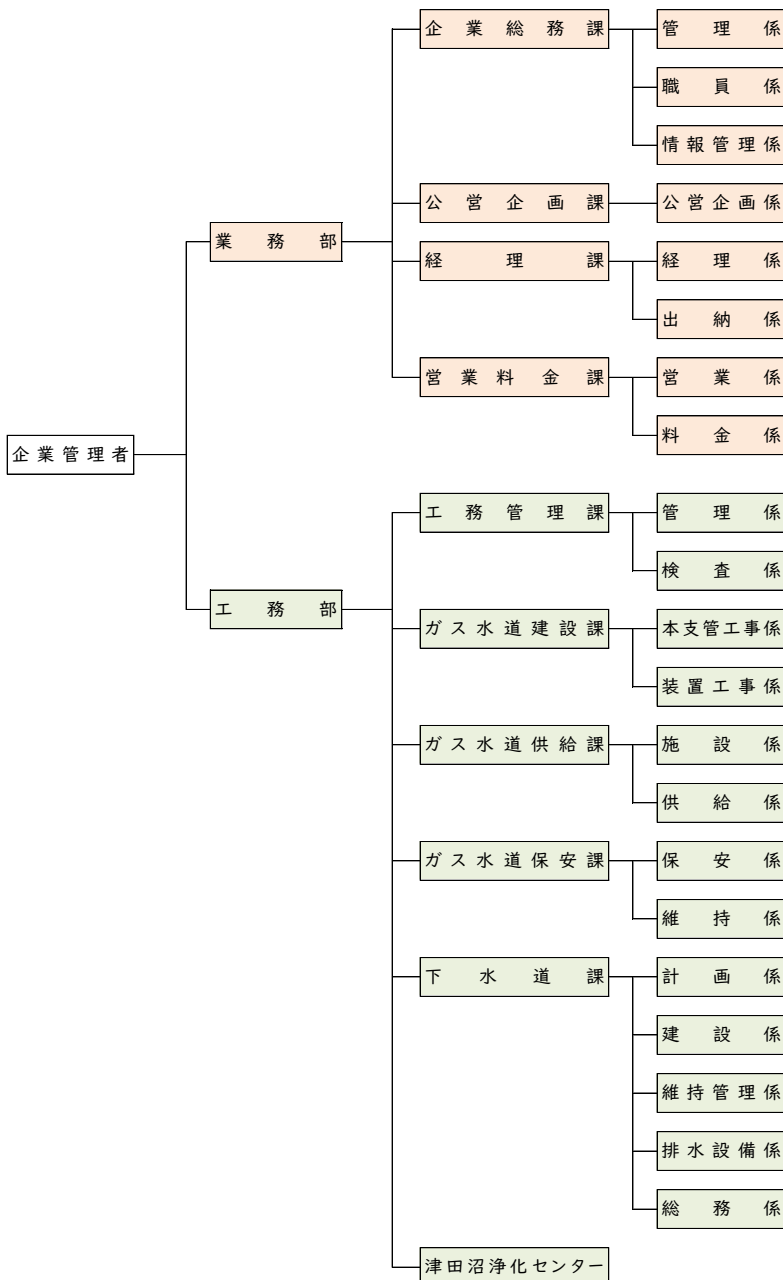 企業総務課 管理係
職員係
情報管理係
公営企画課 公営企画係
業務部
経理課 経理係
出納係
営業料金課 営業係
料金係
企業管理者
工務管理課 管理係
検査係
工務部
ガス水道建設課 本支管工事係
装置工事係
ガス水道供給課 施設係
供給係
ガス水道保安課 保安係
維持係
下水道課 計画係
建設係
維持管理係
排水設備係
総務係
津田沼浄化センター